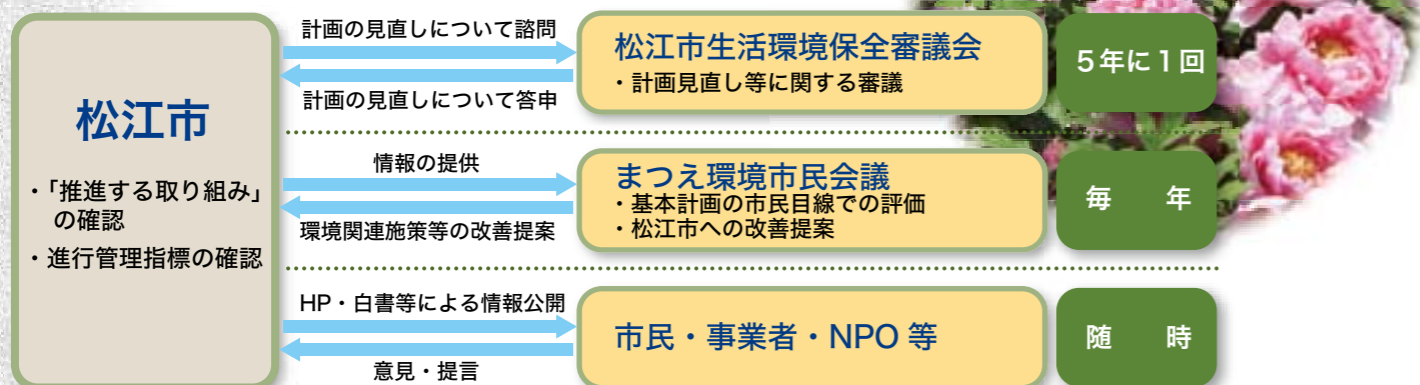 松江市
・「推進する取り組み」
の確認
・進行管理指標の確認
計画の見直しについて諮問
計画の見直しについて答申
松江市生活環境保全審議会
・計画見直し等に関する審議
5年に1回
情報の提供
環境関連施策等の改善提案
まつえ環境市民会議
・基本計画の市民目線での評価
・松江市への改善提案
毎　年
HP・白書等による情報公開
意見・提言
市民・事業者・NPO 等
随　時